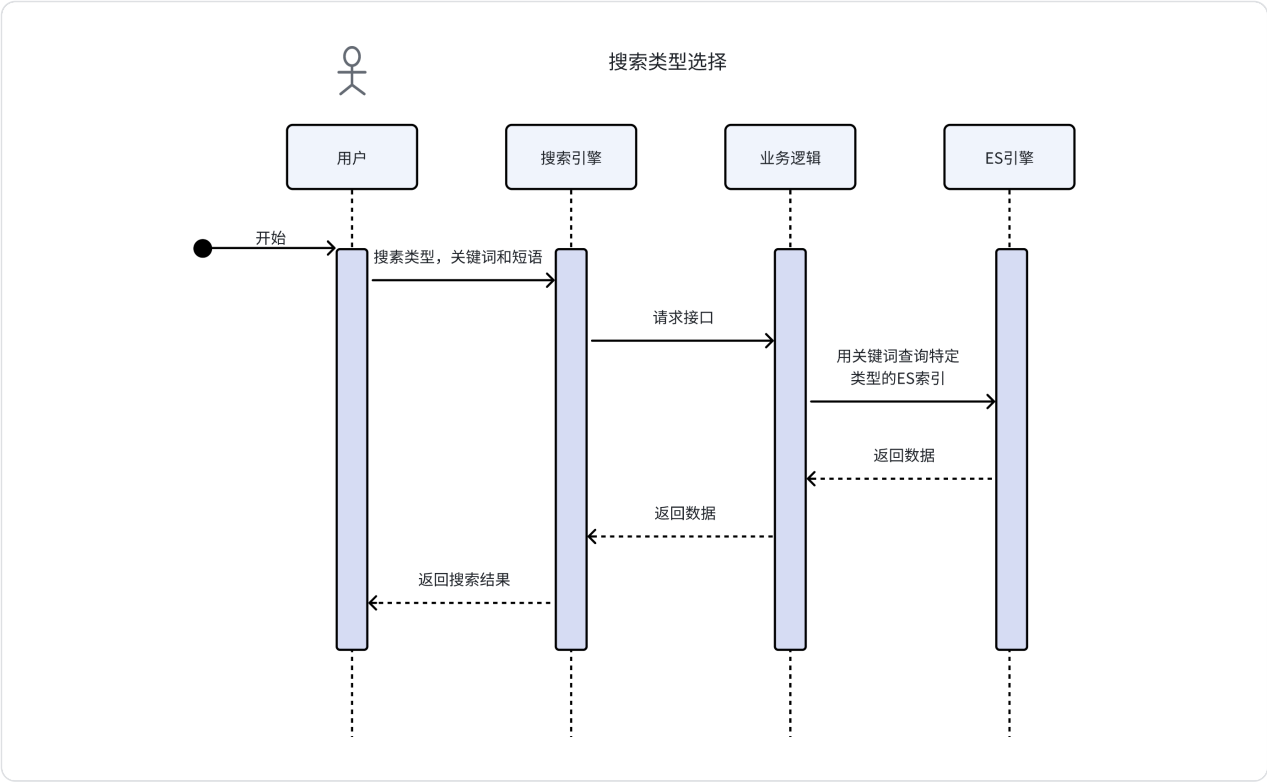 搜索类型选择
用户
搜索引擎
业务逻辑
ES引擎
开始
搜素类型，关键词和短语
请求接口
用关键词查询特定
类型的ES索引
返回数据
返回数据
返回搜索结果